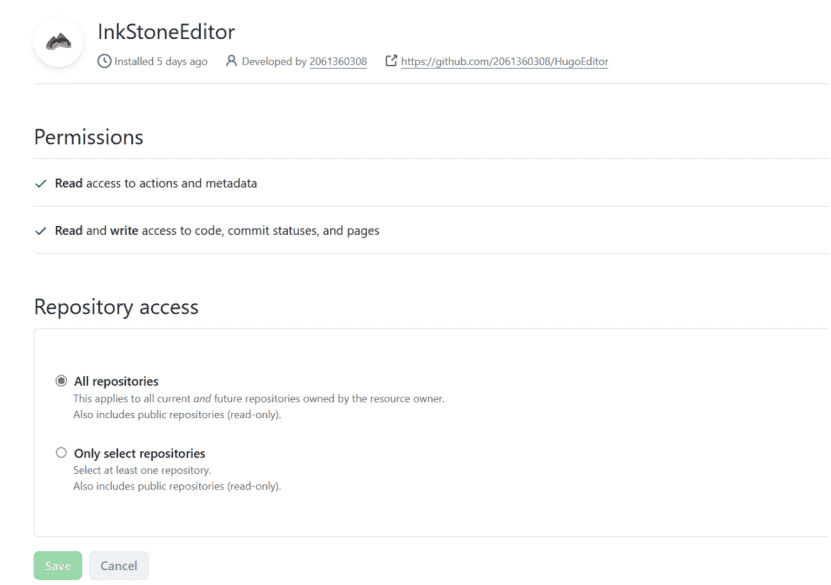 InkStoneEditor
Installed 5 days ago Developed by 2061360308 https://github.com/2061360308/HugoEditor
Permissions
Read access to actions and metadata
Read and write access to code, commit statuses, and pages
Repository access
All repositories
This applies to all current and future repositories owned by the resource owner.
Also includes public repositories (read-only).
Only select repositories
Select at least one repository.
Also includes public repositories (read-only).
Save Cancel